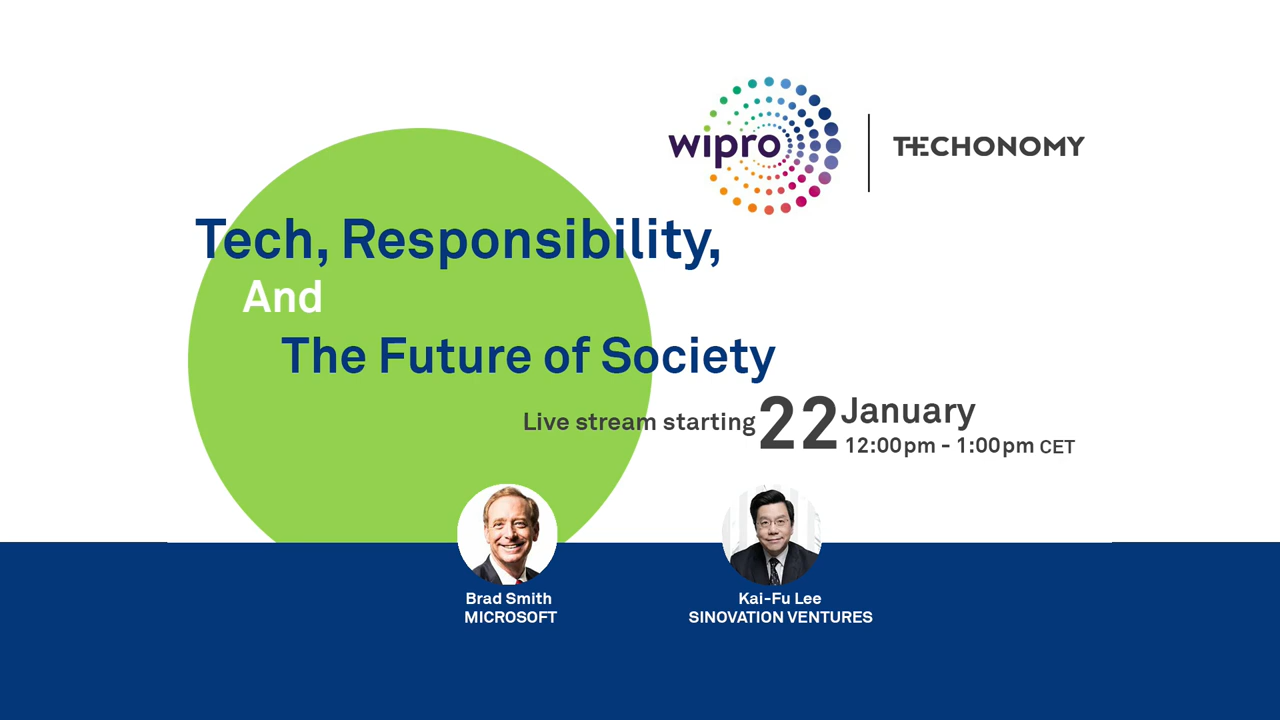 wipro
TECHONOMY
Tech, Responsibility,
And
The Future of Society
Live stream starting 22 January
12:00pm - 1:00pm CET
Brad Smith
MICROSOFT
Kai-Fu Lee
SINOVATION VENTURES